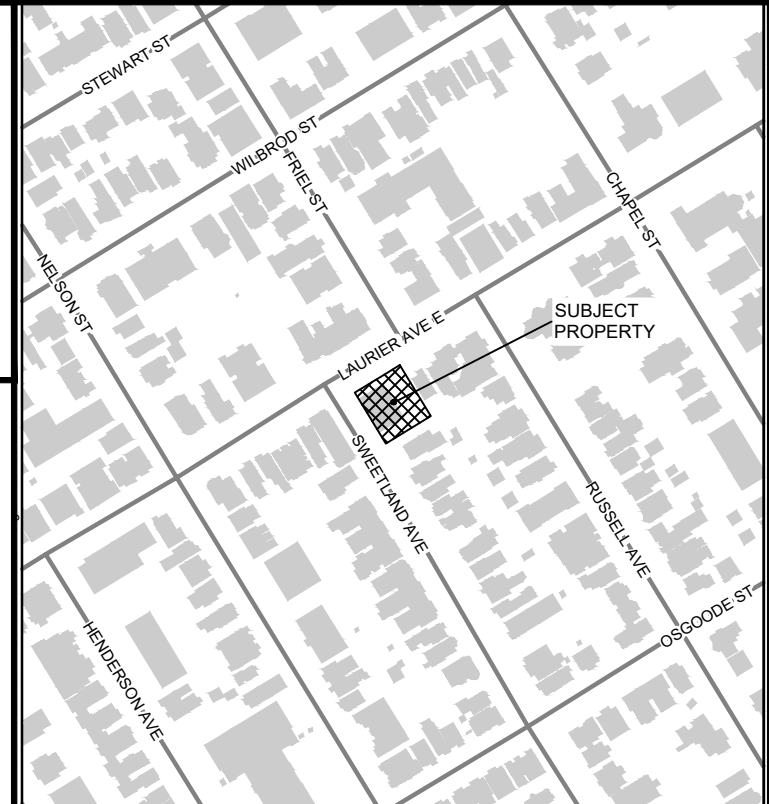 STEWART ST
WILBROD ST
FRIEL ST
CHAPEL ST
NELSON ST
LAURIER AVE E
SUBJECT
PROPERTY
SWEETLAND AVE
RUSSELL AVE
OSGOODE ST
HENDERSON AVE